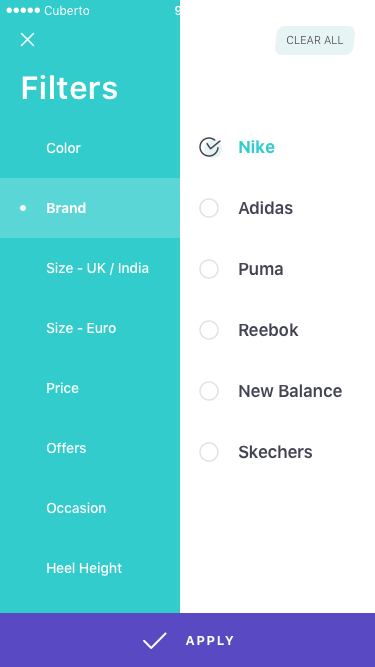 Cuberto 9
CLEAR ALL
Filters
Color
Brand
Size - UK / India
Size - Euro
Price
Offers
Occasion
Heel Height
Nike
Adidas
Puma
Reebok
New Balance
Skechers
APPLY